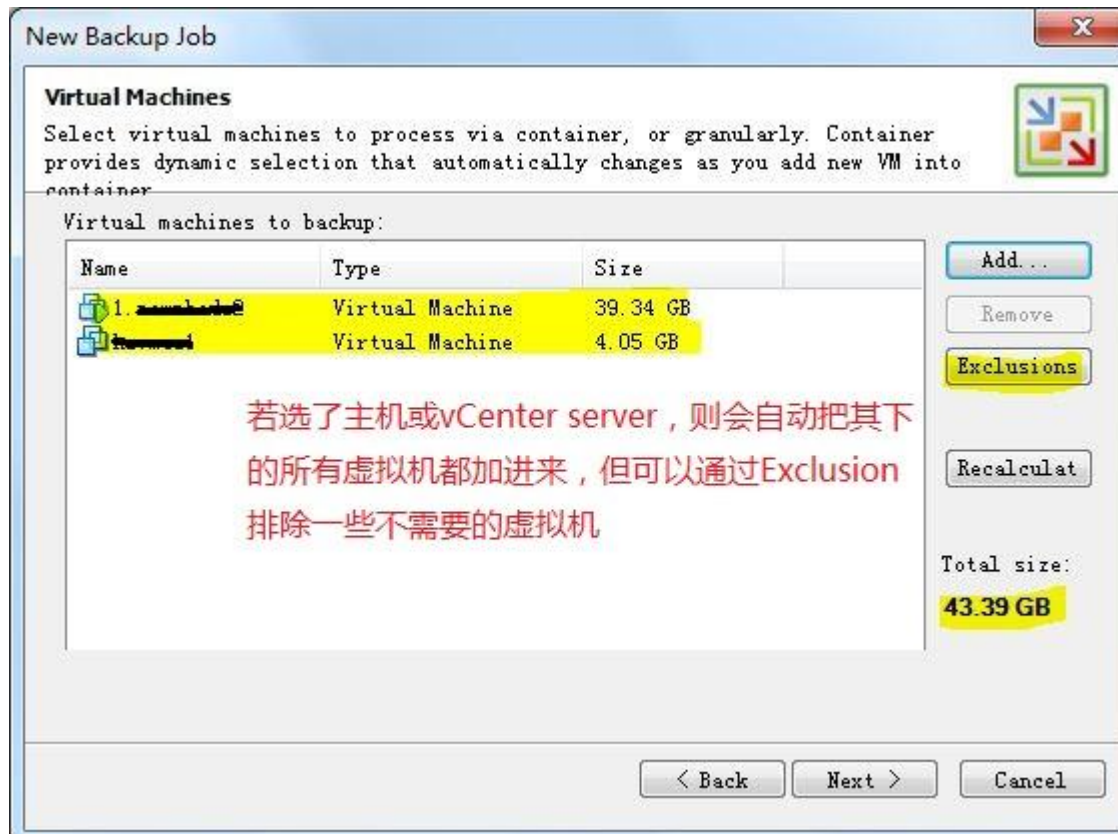 New Backup Job
Virtual Machines
Select virtual machines to process via container, or granularly. Container
provides dynamic selection that automatically changes as you add new VM into
container
Virtual machines to backup:
Name Type Size
1. Virtual Machine 39.34 GB
Virtual Machine 4.05 GB
若选了主机或vCenter server，则会自动把其下
的所有虚拟机都加进来，但可以通过Exclusion
排除一些不需要的虚拟机
Add...
Remove
Exclusions
Recalculat
Total size:
43.39 GB
< Back Next > Cancel